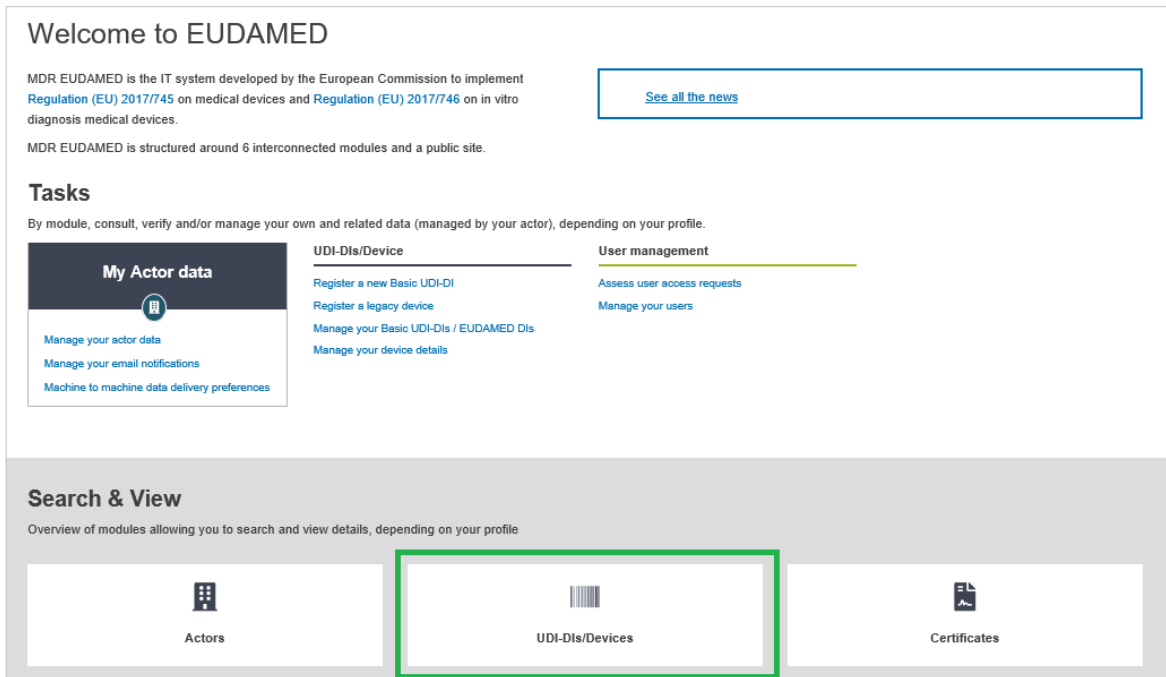 Welcome to EUDAMED
MDR EUDAMED is the IT system developed by the European Commission to implement
Regulation (EU) 2017/745 on medical devices and Regulation (EU) 2017/746 on in vitro
diagnosis medical devices.
MDR EUDAMED is structured around 6 interconnected modules and a public site.
See all the news
Tasks
By module, consult, verify and/or manage your own and related data (managed by your actor), depending on your profile.
My Actor data
Manage your actor data
Manage your email notifications
Machine to machine data delivery preferences
UDI-DIs/Device
Register a new Basic UDI-DI
Register a legacy device
Manage your Basic UDI-DIs / EUDAMED DIs
Manage your device details
User management
Assess user access requests
Manage your users
Search & View
Overview of modules allowing you to search and view details, depending on your profile
Actors
UDI-DIs/Devices
Certificates